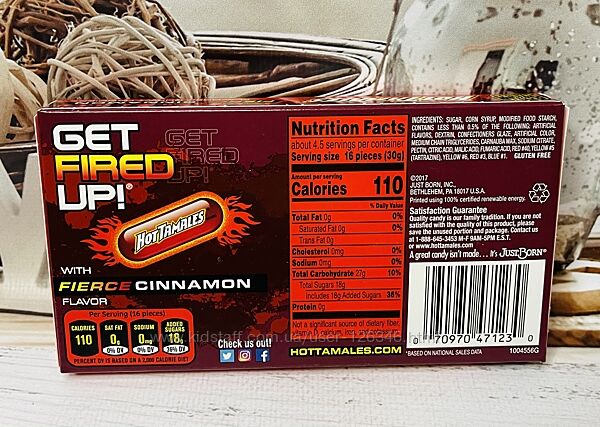 GET
FIRED
UP!®
GET
FIRED
UP!
HOT TAMALES
WITH
FIERCE CINNAMON
FLAVOR
Per Serving (16 pieces)
CALORIES 110
SAT FAT 0g 0% DV
SODIUM 0mg 0% DV
ADDED SUGARS 18g 36% DV
PERCENT DV IS BASED ON A 2,000 CALORIE DIET
Check us out!
Nutrition Facts
about 4.5 servings per container
Serving size 16 pieces (30g)
Amount per serving
Calories 110
% Daily Value
Total Fat 0g 0%
Saturated Fat 0g 0%
Trans Fat 0g
Cholesterol 0mg 0%
Sodium 0mg 0%
Total Carbohydrate 27g 10%
Total Sugars 18g
Includes 18g Added Sugars 36%
Protein 0g
Not a significant source of dietary fiber,
vitamin D, calcium, iron, and
HOTTAMALES.COM
INGREDIENTS: SUGAR, CORN SYRUP, MODIFIED FOOD STARCH,
CONTAINS LESS THAN 0.5% OF THE FOLLOWING: ARTIFICIAL
FLAVORS, DEXTRIN, CONFECTIONERS GLAZE, ARTIFICIAL COLOR,
MEDIUM CHAIN TRIGLYCERIDES, CARNAUBA WAX, SODIUM CITRATE,
PECTIN, CITRIC ACID, MALIC ACID, FUMARIC ACID, RED #40, YELLOW #5
(TARTRAZINE), YELLOW #6, RED #3, BLUE #1. GLUTEN FREE
©2017
JUST BORN, INC.,
BETHLEHEM, PA 18017 U.S.A.
Printed using 100% certified renewable energy.
Satisfaction Guarantee
Quality candy is our family tradition. If you are not
satisfied with the quality of this product, please
save the unused portion and package. Contact us
at 1-888-645-3453 M-F 9AM-5PM E.S.T.
or www.hottamales.com
A great candy isn't made... It's JUST BORN®
0 70970 47123 0
*BASED ON NATIONAL SALES DATA
1004556G